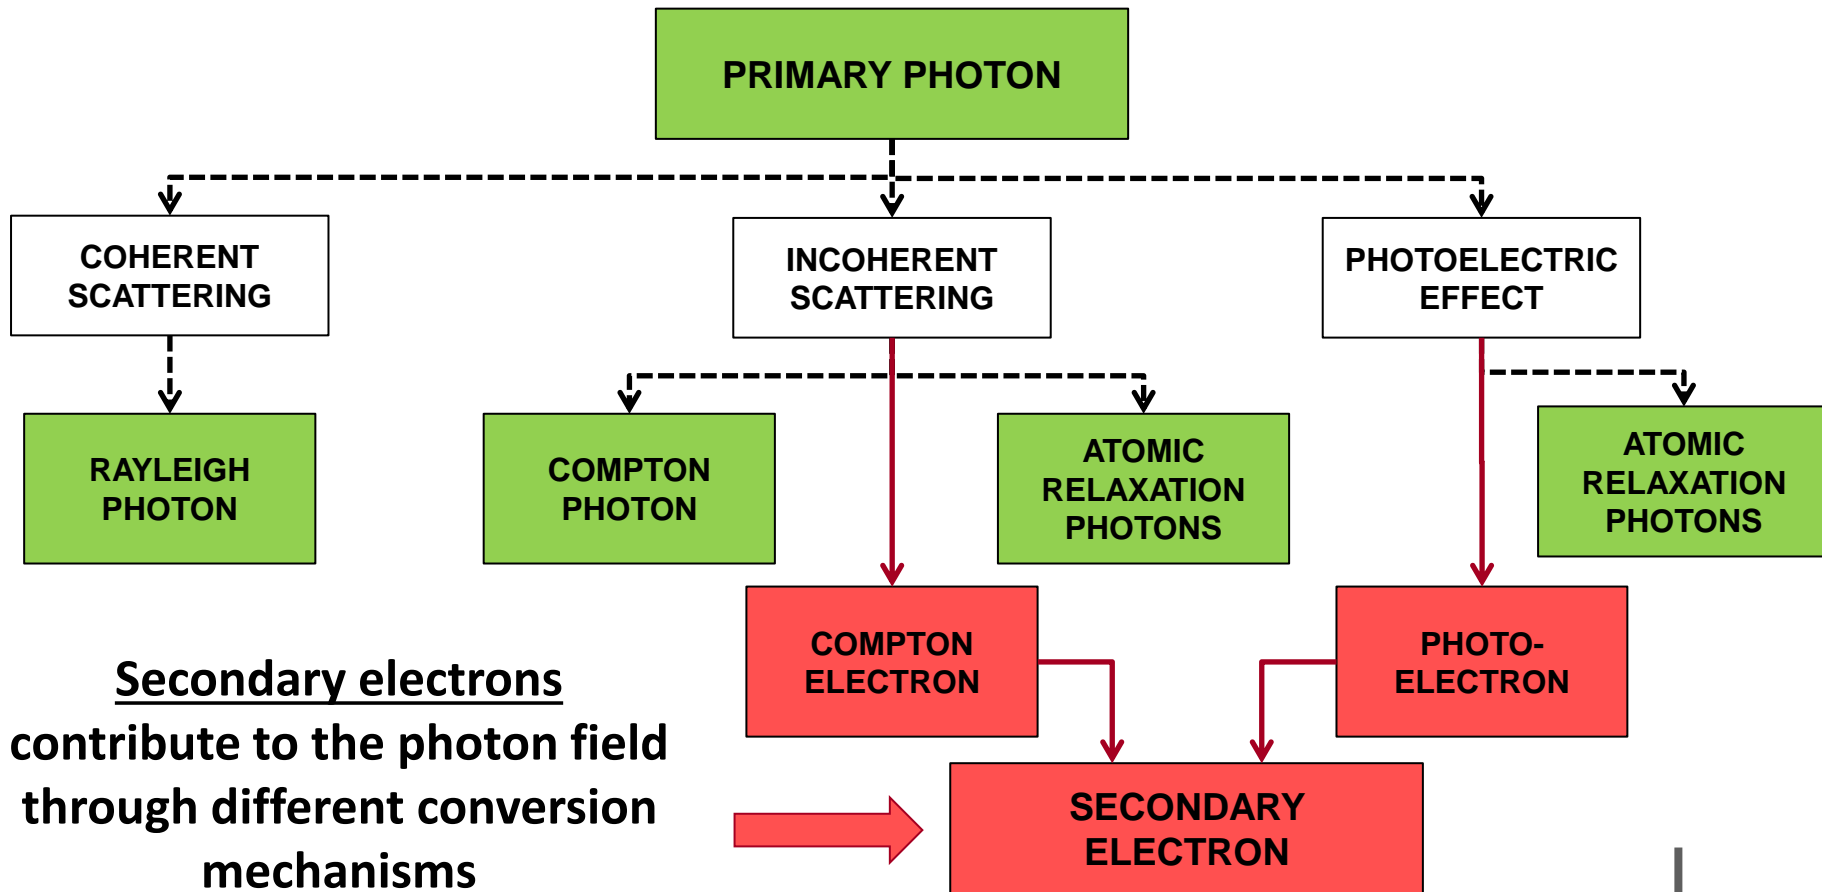 PRIMARY PHOTON
COHERENT
SCATTERING
INCOHERENT
SCATTERING
PHOTOELECTRIC
EFFECT
RAYLEIGH
PHOTON
COMPTON
PHOTON
ATOMIC
RELAXATION
PHOTONS
ATOMIC
RELAXATION
PHOTONS
COMPTON
ELECTRON
PHOTO-
ELECTRON
Secondary electrons
contribute to the photon field
through different conversion
mechanisms
SECONDARY
ELECTRON